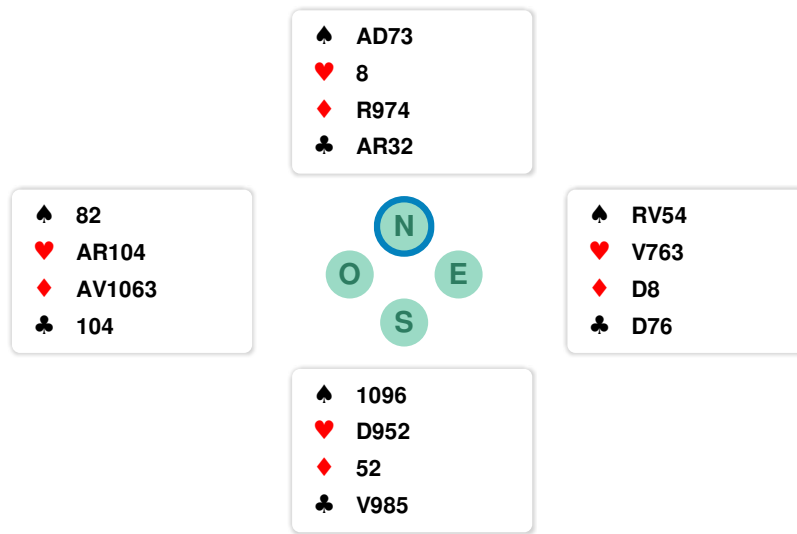 ♠ AD73
♥ 8
♦ R974
♣ AR32
♠ 82
♥ AR104
♦ AV1063
♣ 104
N
O E
S
♠ RV54
♥ V763
♦ D8
♣ D76
♠ 1096
♥ D952
♦ 52
♣ V985